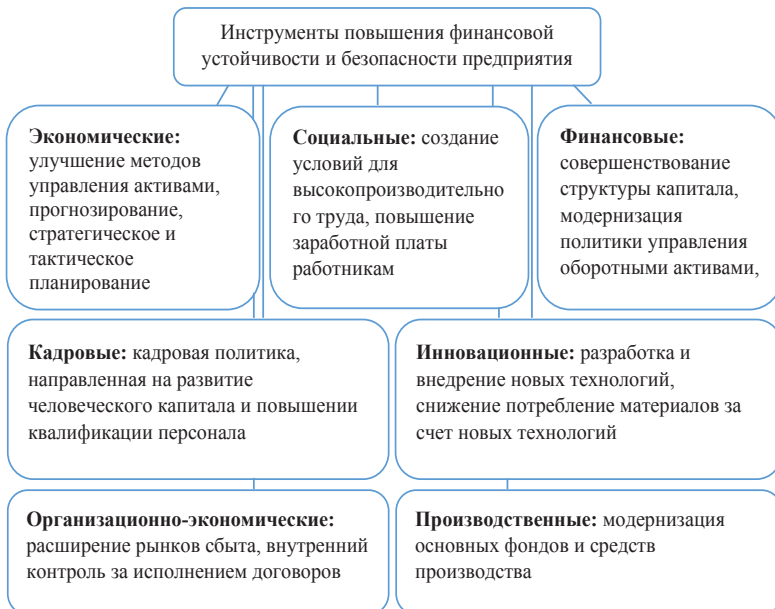 Инструменты повышения финансовой
устойчивости и безопасности предприятия
Экономические:
улучшение методов
управления активами,
прогнозирование,
стратегическое и
тактическое
планирование
Социальные: создание
условий для
высокопроизводительно
го труда, повышение
заработной платы
работникам
Финансовые:
совершенствование
структуры капитала,
модернизация
политики управления
оборотными активами,
Кадровые: кадровая политика,
направленная на развитие
человеческого капитала и повышении
квалификации персонала
Инновационные: разработка и
внедрение новых технологий,
снижение потребление материалов за
счет новых технологий
Организационно-экономические:
расширение рынков сбыта, внутренний
контроль за исполнением договоров
Производственные: модернизация
основных фондов и средств
производства